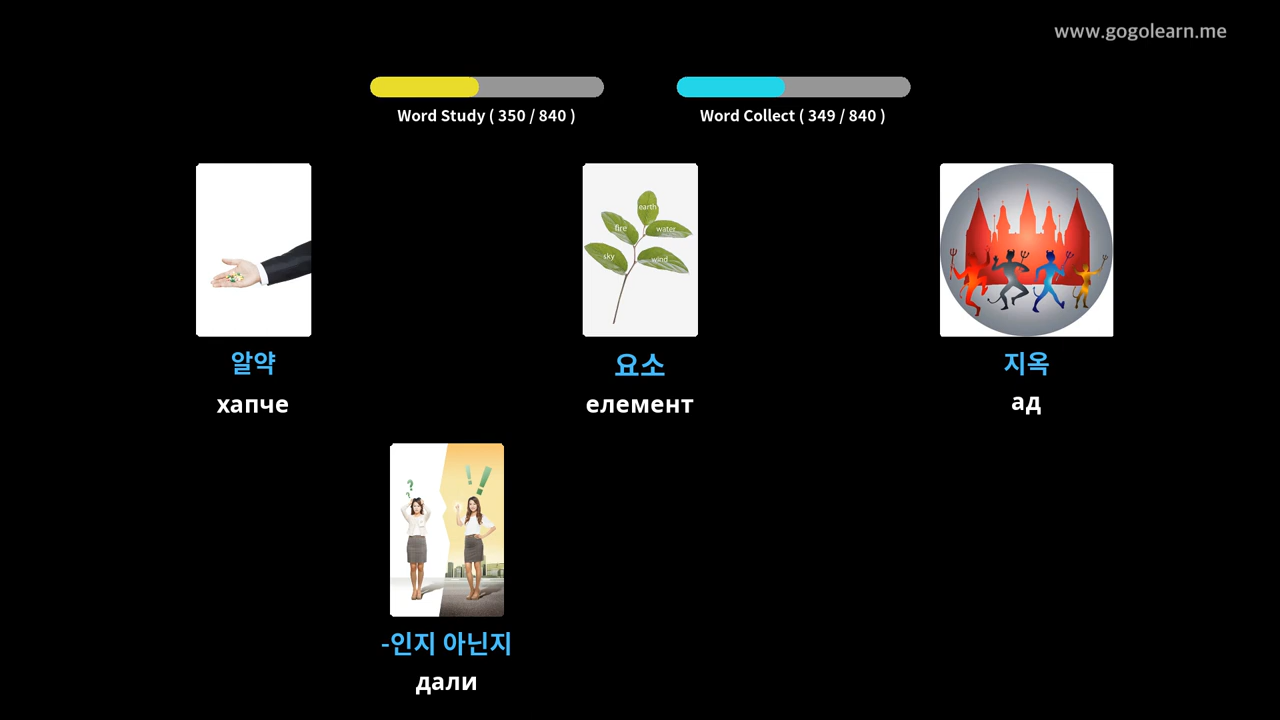 www.gogolearn.me
Word Study ( 350 / 840 )
Word Collect ( 349 / 840 )
earth
fire
water
sky
wind
알약
요소
지옥
хапче
елемент
ад
? !!
-인지 아닌지
дали